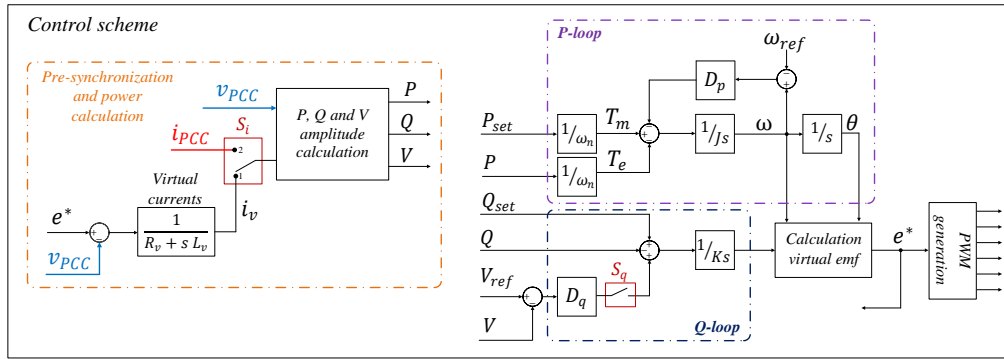 Control scheme
Pre-synchronization
and power
calculation
v_PCC
i_PCC
S_i
2
1
P, Q and V
amplitude
calculation
P
Q
V
Virtual
currents
e*
+
-
1
R_v + s L_v
i_v
v_PCC
P-loop
ω_ref
D_p
-
+
P_set
1/ω_n
T_m
+
+
-
1/Js
ω
1/s
θ
P
1/ω_n
T_e
Q_set
Q
-
+
+
1/Ks
Calculation
virtual emf
e*
PWM
generation
V_ref
+
-
D_q
S_q
V
Q-loop